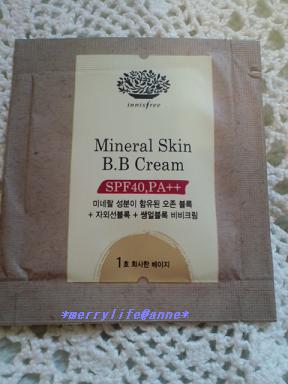 innisfree
Mineral Skin
B.B Cream
SPF40,PA++
미네랄 성분이 함유된 오존 블록
+ 자외선블록 + 쌩얼블록 비비크림
1호 화사한 베이지
*merrylife@anne*